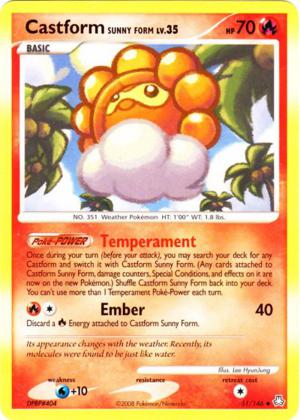 Castform SUNNY FORM LV.35 HP 70
BASIC
NO. 351 Weather Pokémon HT: 1'00" WT: 1.8 lbs.
Poké-POWER Temperament
Once during your turn (before your attack), you may search your deck for any
Castform and switch it with Castform Sunny Form. (Any cards attached to
Castform Sunny Form, damage counters, Special Conditions, and effects on it are
now on the new Pokémon.) Shuffle Castform Sunny Form back into your deck.
You can't use more than 1 Temperament Poké-Power each turn.
Ember 40
Discard a Energy attached to Castform Sunny Form.
Its appearance changes with the weather. Recently, its
molecules were found to be just like water.
weakness resistance retreat cost
+10
DPBP#404 ©2008 Pokémon 51/146